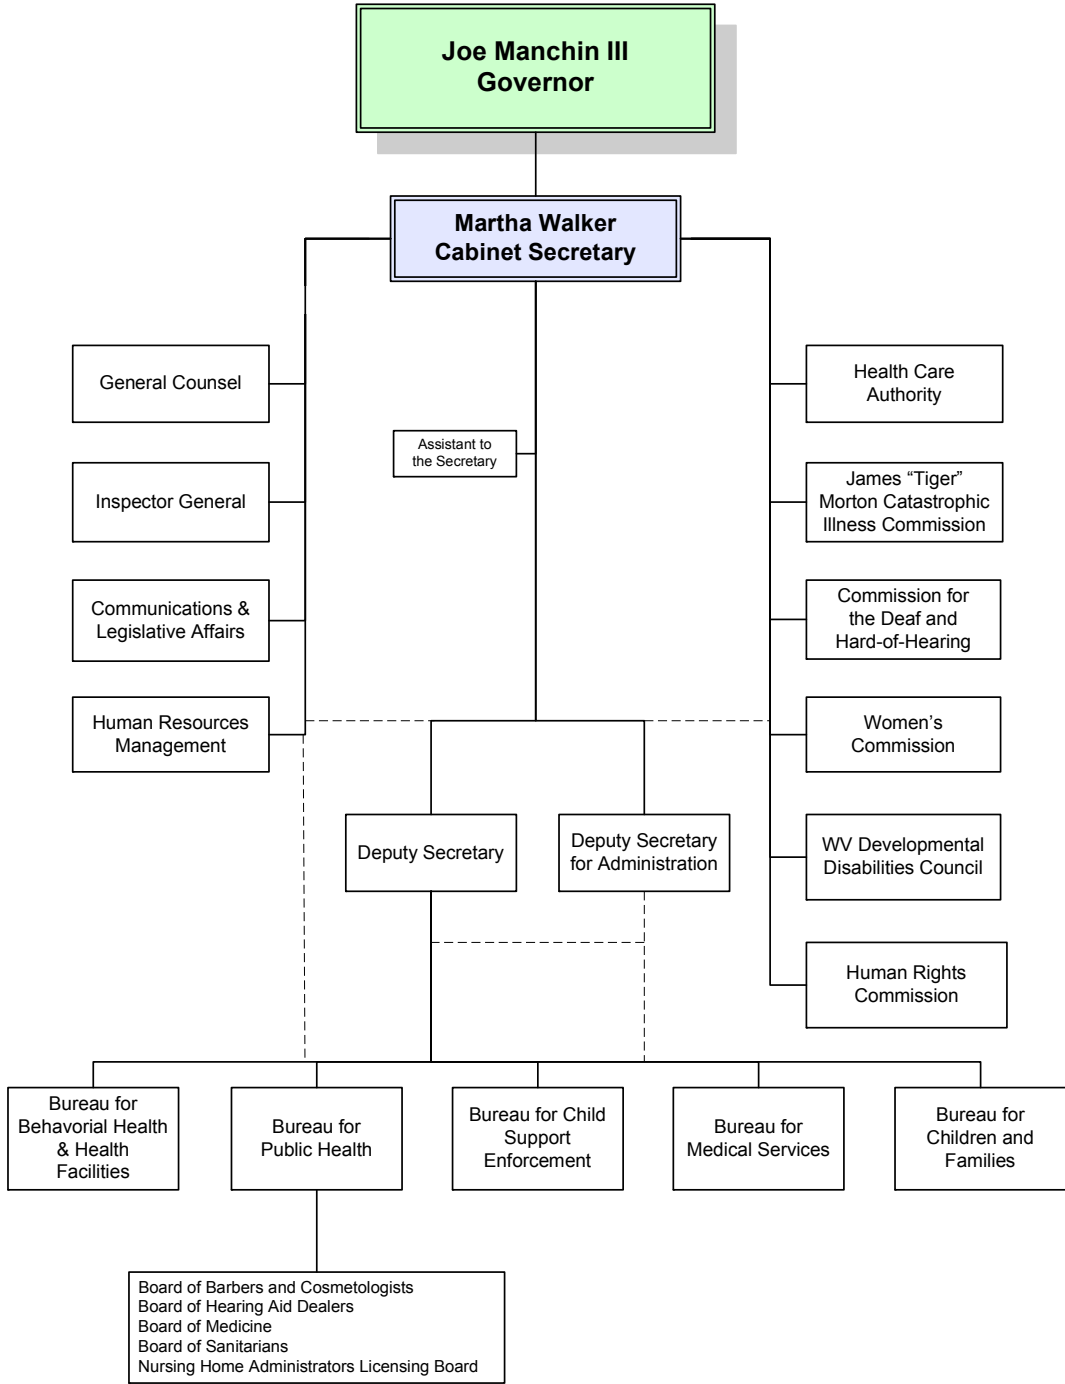 Joe Manchin III
Governor
Martha Walker
Cabinet Secretary
General Counsel
Health Care
Authority
Assistant to
the Secretary
Inspector General
James “Tiger”
Morton Catastrophic
Illness Commission
Communications &
Legislative Affairs
Commission for
the Deaf and
Hard-of-Hearing
Human Resources
Management
Women’s
Commission
Deputy Secretary
Deputy Secretary
for Administration
WV Developmental
Disabilities Council
Human Rights
Commission
Bureau for
Behavorial Health
& Health
Facilities
Bureau for
Public Health
Bureau for Child
Support
Enforcement
Bureau for
Medical Services
Bureau for
Children and
Families
Board of Barbers and Cosmetologists
Board of Hearing Aid Dealers
Board of Medicine
Board of Sanitarians
Nursing Home Administrators Licensing Board